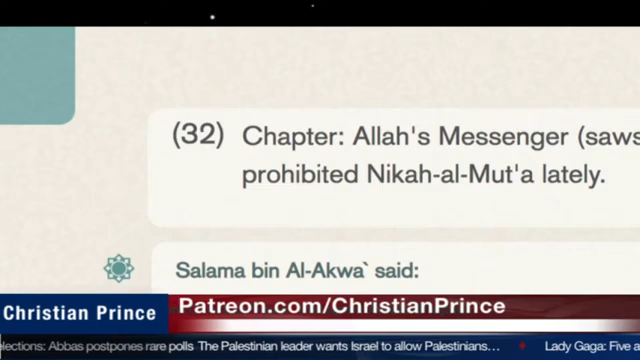 (32) Chapter: Allah's Messenger (saws
prohibited Nikah-al-Mut'a lately.
Salama bin Al-Akwa` said:
Christian Prince
Patreon.com/ChristianPrince
elections: Abbas postpones rare polls The Palestinian leader wants Israel to allow Palestinians… Lady Gaga: Five a